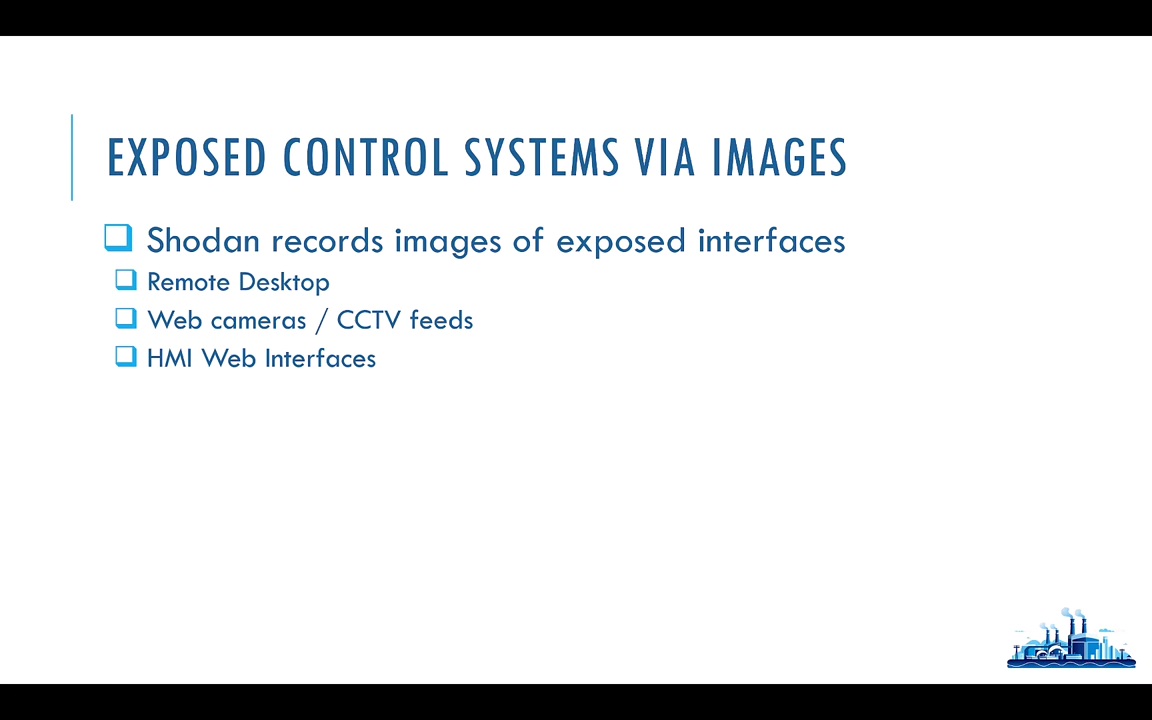 EXPOSED CONTROL SYSTEMS VIA IMAGES
Shodan records images of exposed interfaces
Remote Desktop
Web cameras / CCTV feeds
HMI Web Interfaces